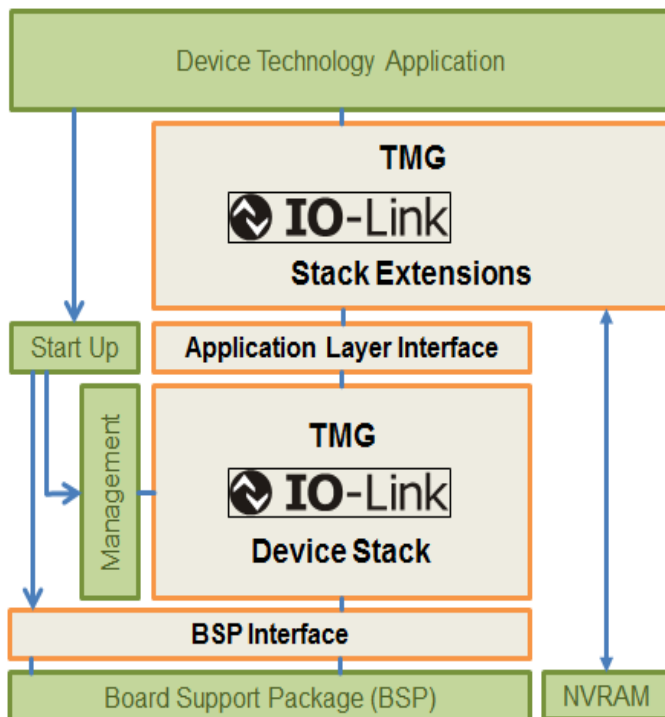 Device Technology Application
TMG
IO-Link
Stack Extensions
Start Up
Application Layer Interface
Management
TMG
IO-Link
Device Stack
BSP Interface
Board Support Package (BSP)
NVRAM